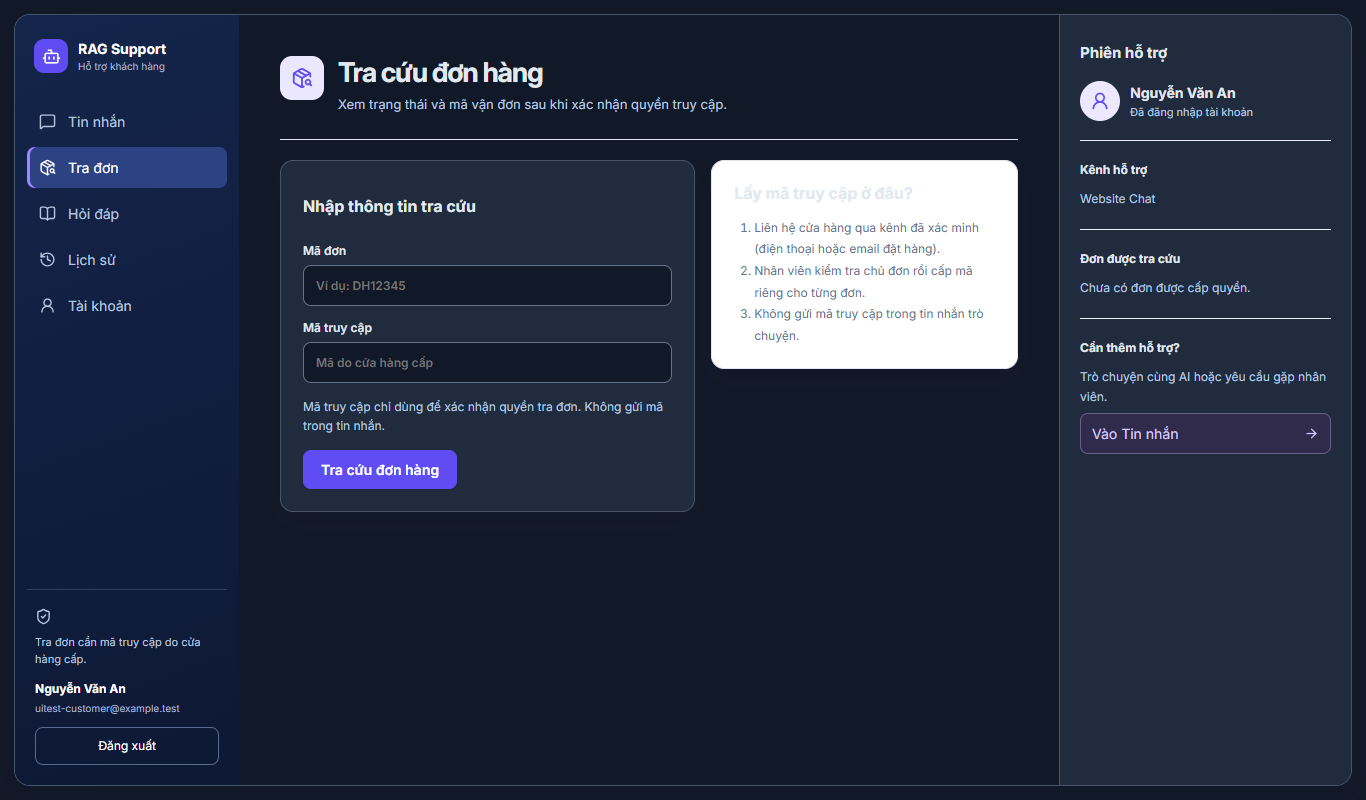 RAG Support
Hỗ trợ khách hàng
Tin nhắn
Tra đơn
Hỏi đáp
Lịch sử
Tài khoản
Tra đơn cần mã truy cập do cửa
hàng cấp.
Nguyễn Văn An
uitest-customer@example.test
Đăng xuất
Tra cứu đơn hàng
Xem trạng thái và mã vận đơn sau khi xác nhận quyền truy cập.
Nhập thông tin tra cứu
Mã đơn
Ví dụ: DH12345
Mã truy cập
Mã do cửa hàng cấp
Mã truy cập chỉ dùng để xác nhận quyền tra đơn. Không gửi mã
trong tin nhắn.
Tra cứu đơn hàng
Lấy mã truy cập ở đâu?
1. Liên hệ cửa hàng qua kênh đã xác minh
(điện thoại hoặc email đặt hàng).
2. Nhân viên kiểm tra chủ đơn rồi cấp mã
riêng cho từng đơn.
3. Không gửi mã truy cập trong tin nhắn trò
chuyện.
Phiên hỗ trợ
Nguyễn Văn An
Đã đăng nhập tài khoản
Kênh hỗ trợ
Website Chat
Đơn được tra cứu
Chưa có đơn được cấp quyền.
Cần thêm hỗ trợ?
Trò chuyện cùng AI hoặc yêu cầu gặp nhân
viên.
Vào Tin nhắn